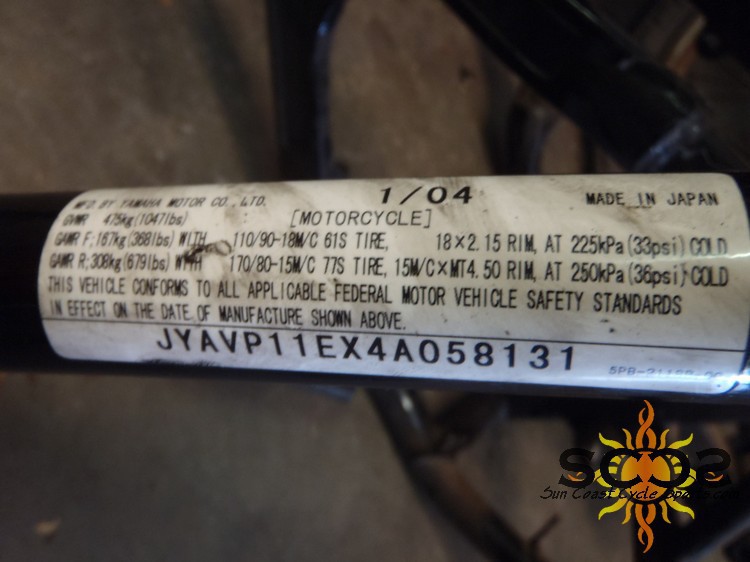 MFD.BY YAMAHA MOTOR CO.,LTD. 1/04 MADE IN JAPAN
GVWR 475kg(1047lbs) [MOTORCYCLE]
GAWR F;167kg(368lbs) WITH 110/90-18M/C 61S TIRE, 18×2.15 RIM, AT 225kPa(33psi) COLD
GAWR R;308kg(679lbs) WITH 170/80-15M/C 77S TIRE, 15M/C×MT4.50 RIM, AT 250kPa(36psi) COLD
THIS VEHICLE CONFORMS TO ALL APPLICABLE FEDERAL MOTOR VEHICLE SAFETY STANDARDS
IN EFFECT ON THE DATE OF MANUFACTURE SHOWN ABOVE.
JYAVP11EX4A058131
SCCS
Sun Coast Cycle Sports.com